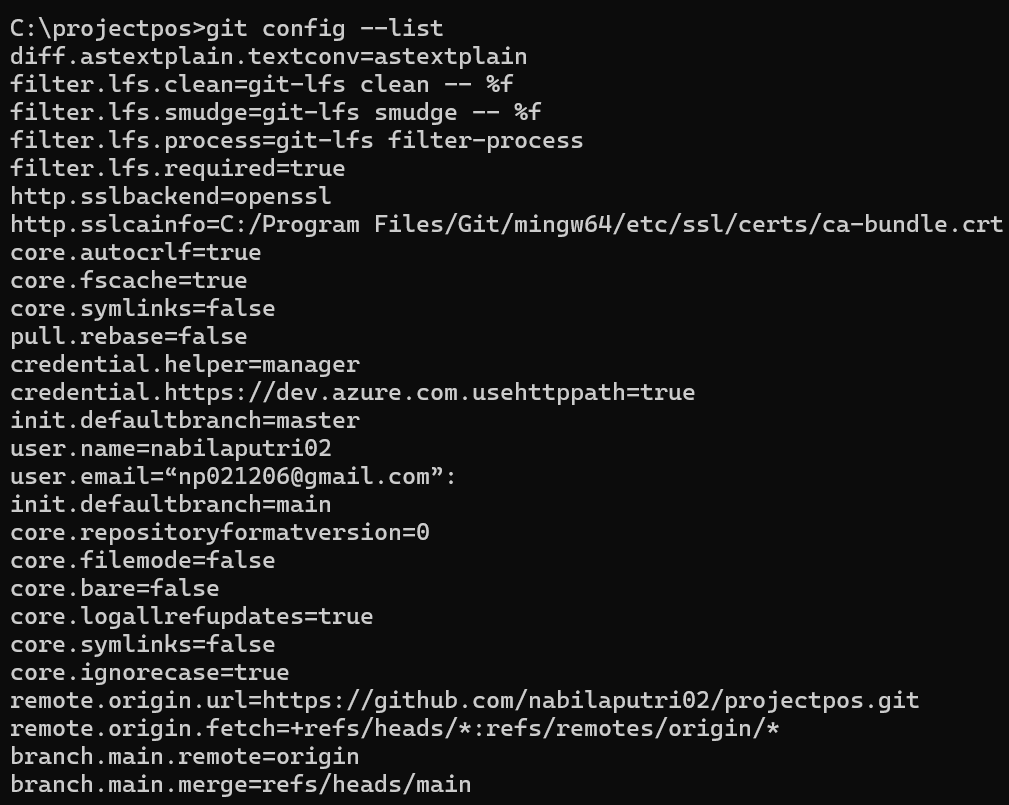 C:\projectpos>git config --list
diff.astextplain.textconv=astextplain
filter.lfs.clean=git-lfs clean -- %f
filter.lfs.smudge=git-lfs smudge -- %f
filter.lfs.process=git-lfs filter-process
filter.lfs.required=true
http.sslbackend=openssl
http.sslcainfo=C:/Program Files/Git/mingw64/etc/ssl/certs/ca-bundle.crt
core.autocrlf=true
core.fscache=true
core.symlinks=false
pull.rebase=false
credential.helper=manager
credential.https://dev.azure.com.usehttppath=true
init.defaultbranch=master
user.name=nabilaputri02
user.email=“np021206@gmail.com”:
init.defaultbranch=main
core.repositoryformatversion=0
core.filemode=false
core.bare=false
core.logallrefupdates=true
core.symlinks=false
core.ignorecase=true
remote.origin.url=https://github.com/nabilaputri02/projectpos.git
remote.origin.fetch=+refs/heads/*:refs/remotes/origin/*
branch.main.remote=origin
branch.main.merge=refs/heads/main